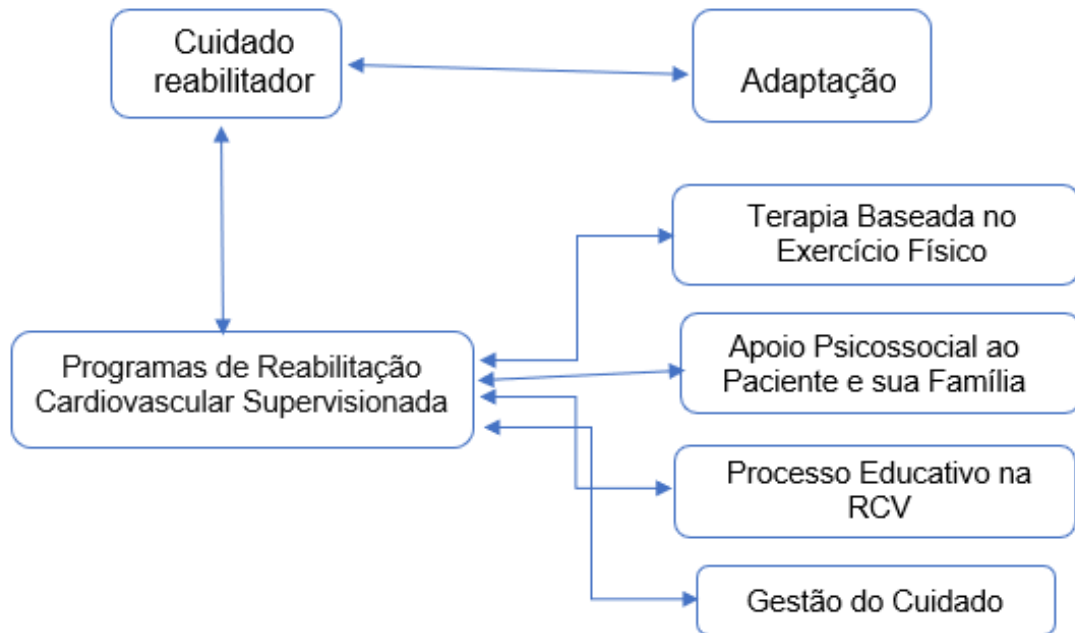 Cuidado
reabilitador
Adaptação
Terapia Baseada no
Exercício Físico
Programas de Reabilitação
Cardiovascular Supervisionada
Apoio Psicossocial ao
Paciente e sua Família
Processo Educativo na
RCV
Gestão do Cuidado